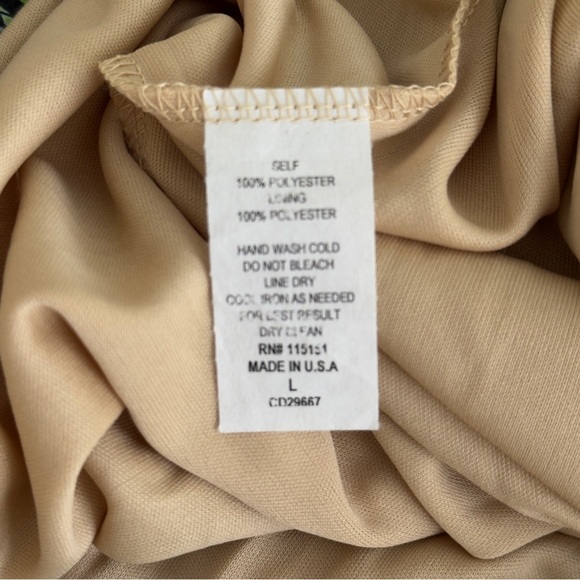 SELF
100% POLYESTER
LINING
100% POLYESTER
HAND WASH COLD
DO NOT BLEACH
LINE DRY
COOL IRON AS NEEDED
FOR BEST RESULT
DRY CLEAN
RN# 115151
MADE IN U.S.A
L
CD29667